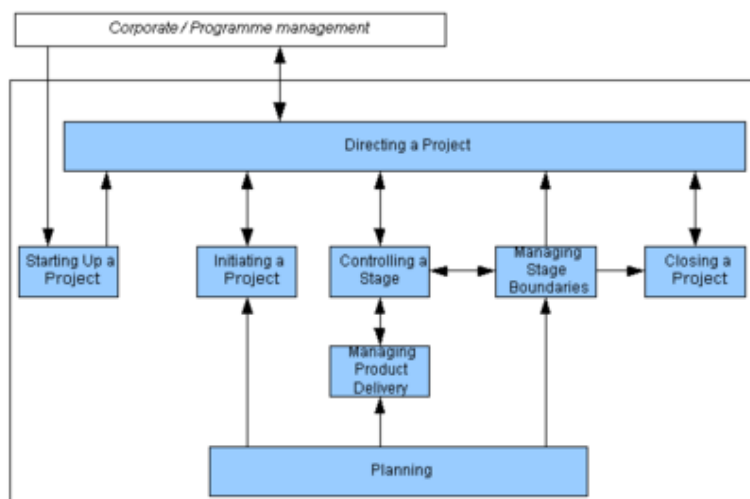 Corporate / Programme management
Directing a Project
Starting Up a
Project
Initiating a
Project
Controlling a
Stage
Managing
Stage
Boundaries
Closing a
Project
Managing
Product
Delivery
Planning